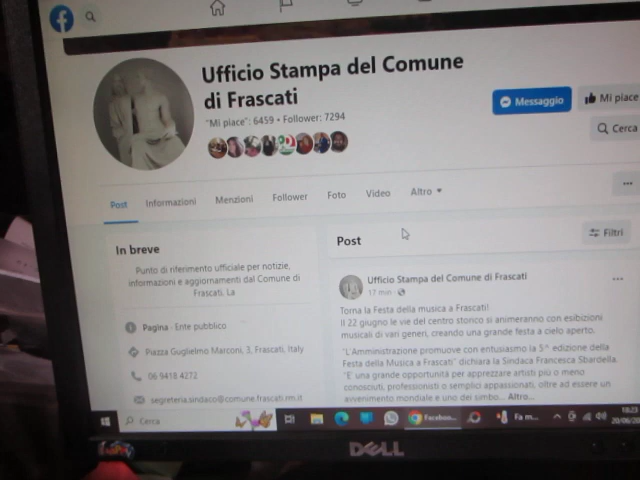 Ufficio Stampa del Comune
di Frascati
"Mi piace": 6459 • Follower: 7294
Messaggio
Mi piace
Cerca
Post
Informazioni
Menzioni
Follower
Foto
Video
Altro
In breve
Punto di riferimento ufficiale per notizie,
informazioni e aggiornamenti dal Comune di
Frascati. La
Pagina · Ente pubblico
Piazza Guglielmo Marconi, 3, Frascati, Italy
06 9418 4272
segreteria.sindaco@comune.frascati.rm.it
Post
Filtri
Ufficio Stampa del Comune di Frascati
17 min
Torna la Festa della musica a Frascati!
Il 22 giugno le vie del centro storico si animeranno con esibizioni
musicali di vari generi, creando una grande festa a cielo aperto.
"L'Amministrazione promuove con entusiasmo la 5^ edizione della
Festa della Musica a Frascati" dichiara la Sindaca Francesca Sbardella.
"E' una grande opportunità per apprezzare artisti più o meno
conosciuti, professionisti o semplici appassionati, oltre ad essere un
avvenimento mondiale e uno dei simbo... Altro...
Cerca
Faceboo...
Fa m...
18:23
20/06/20
DELL